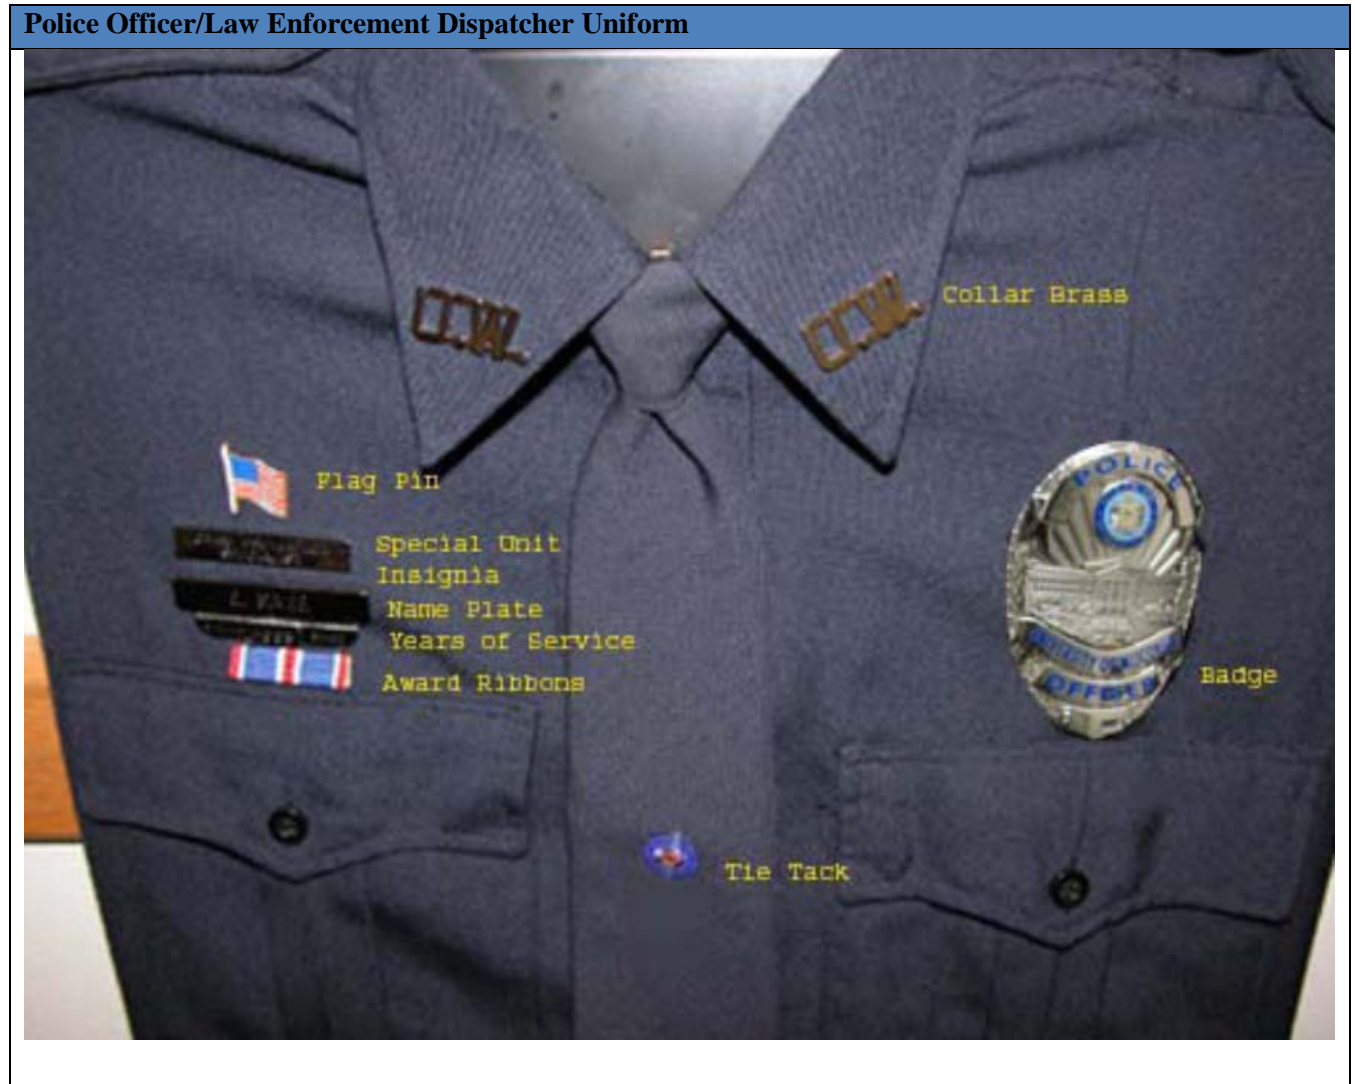 Police Officer/Law Enforcement Dispatcher Uniform
Collar Brass
Flag Pin
Special Unit
Insignia
Name Plate
Years of Service
Award Ribbons
POLICE
OFFICER
Badge
Tie Tack